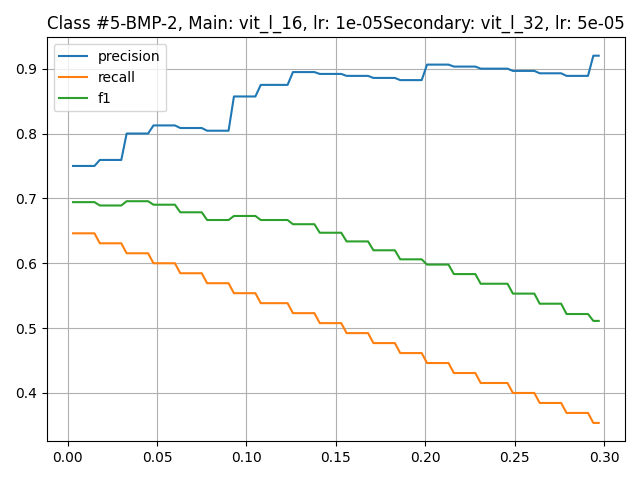 Class #5-BMP-2, Main: vit_l_16, lr: 1e-05Secondary: vit_l_32, lr: 5e-05
precision
recall
f1
0.9
0.8
0.7
0.6
0.5
0.4
0.00 0.05 0.10 0.15 0.20 0.25 0.30